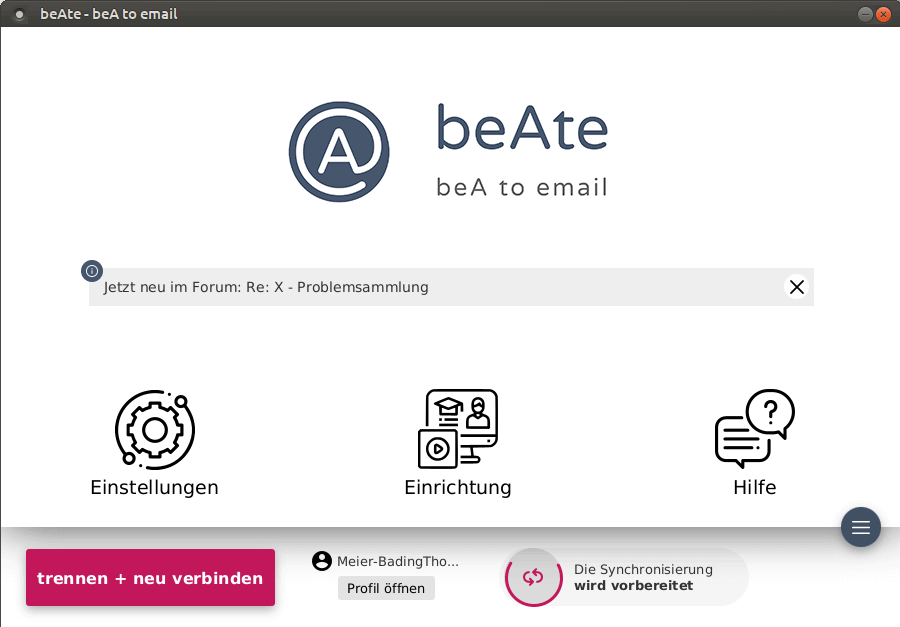 beAte - beA to email
beAte
beA to email
Jetzt neu im Forum: Re: X - Problemsammlung
Einstellungen
Einrichtung
Hilfe
trennen + neu verbinden
Meier-BadingTho...
Profil öffnen
Die Synchronisierung
wird vorbereitet